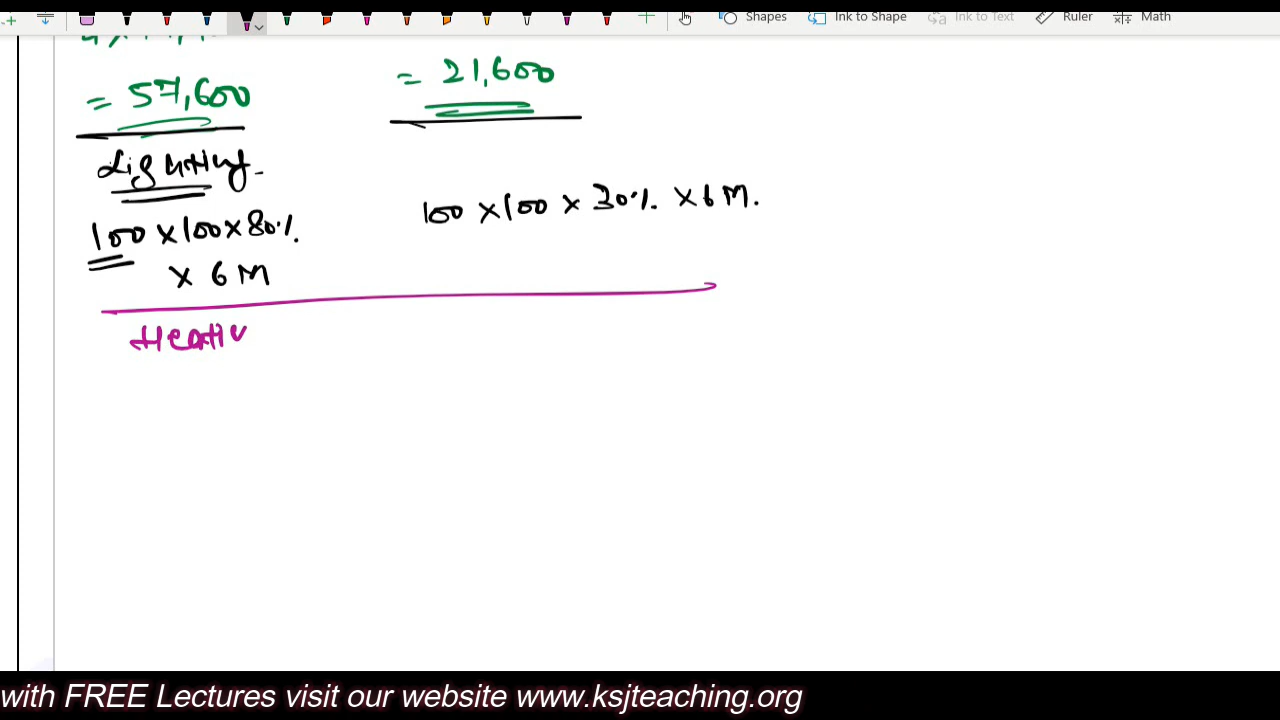 Shapes Ink to Shape Ink to Text Ruler Math
= 57,600
= 21,600
Lighting
100 x 100 x 80%
x 6 M
100 x 100 x 30% x 6 M.
Heatin
with FREE Lectures visit our website www.ksjteaching.org